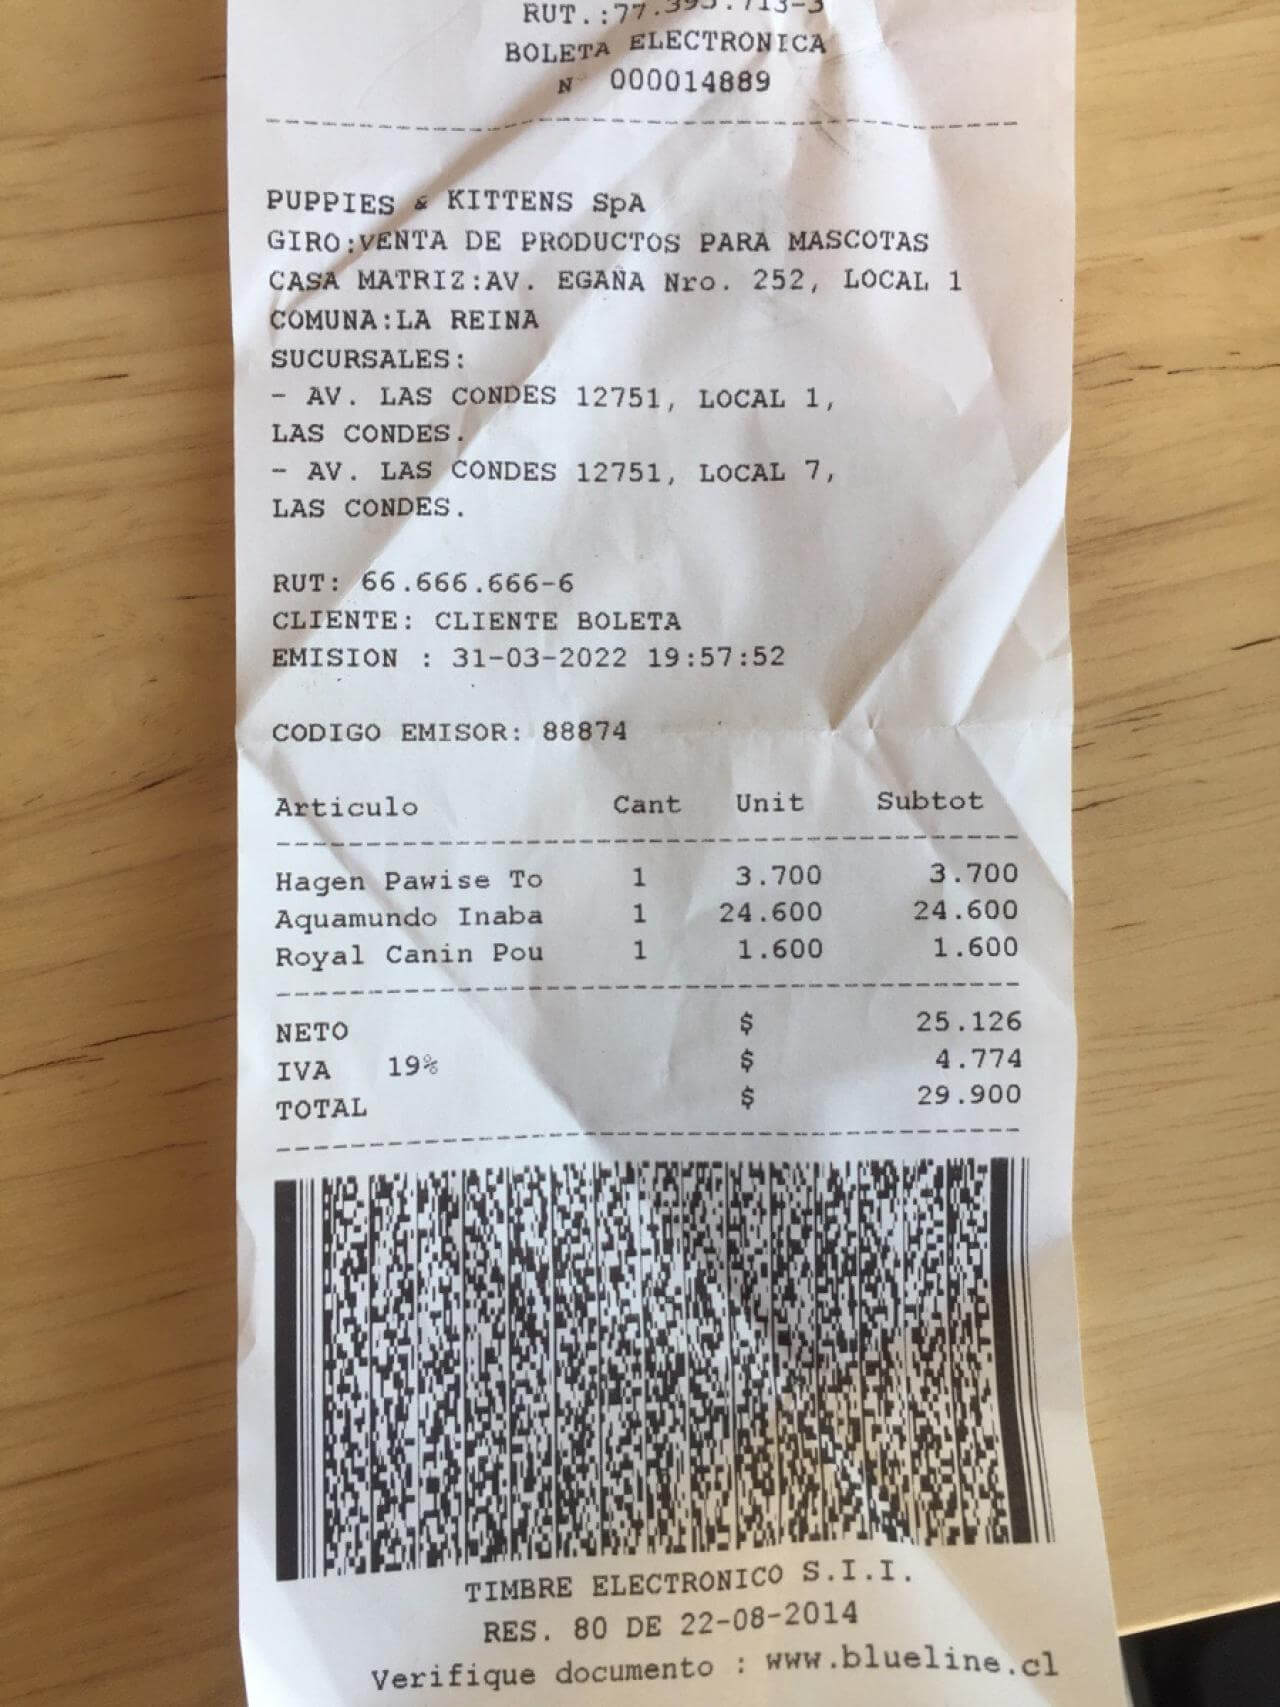 RUT.:77.395.713-3
BOLETA ELECTRONICA
N 000014889
PUPPIES & KITTENS SpA
GIRO:VENTA DE PRODUCTOS PARA MASCOTAS
CASA MATRIZ:AV. EGAÑA Nro. 252, LOCAL 1
COMUNA:LA REINA
SUCURSALES:
- AV. LAS CONDES 12751, LOCAL 1,
LAS CONDES.
- AV. LAS CONDES 12751, LOCAL 7,
LAS CONDES.
RUT: 66.666.666-6
CLIENTE: CLIENTE BOLETA
EMISION : 31-03-2022 19:57:52
CODIGO EMISOR: 88874
Articulo Cant Unit Subtot
Hagen Pawise To 1 3.700 3.700
Aquamundo Inaba 1 24.600 24.600
Royal Canin Pou 1 1.600 1.600
NETO $ 25.126
IVA 19% $ 4.774
TOTAL $ 29.900
TIMBRE ELECTRONICO S.I.I.
RES. 80 DE 22-08-2014
Verifique documento : www.blueline.cl